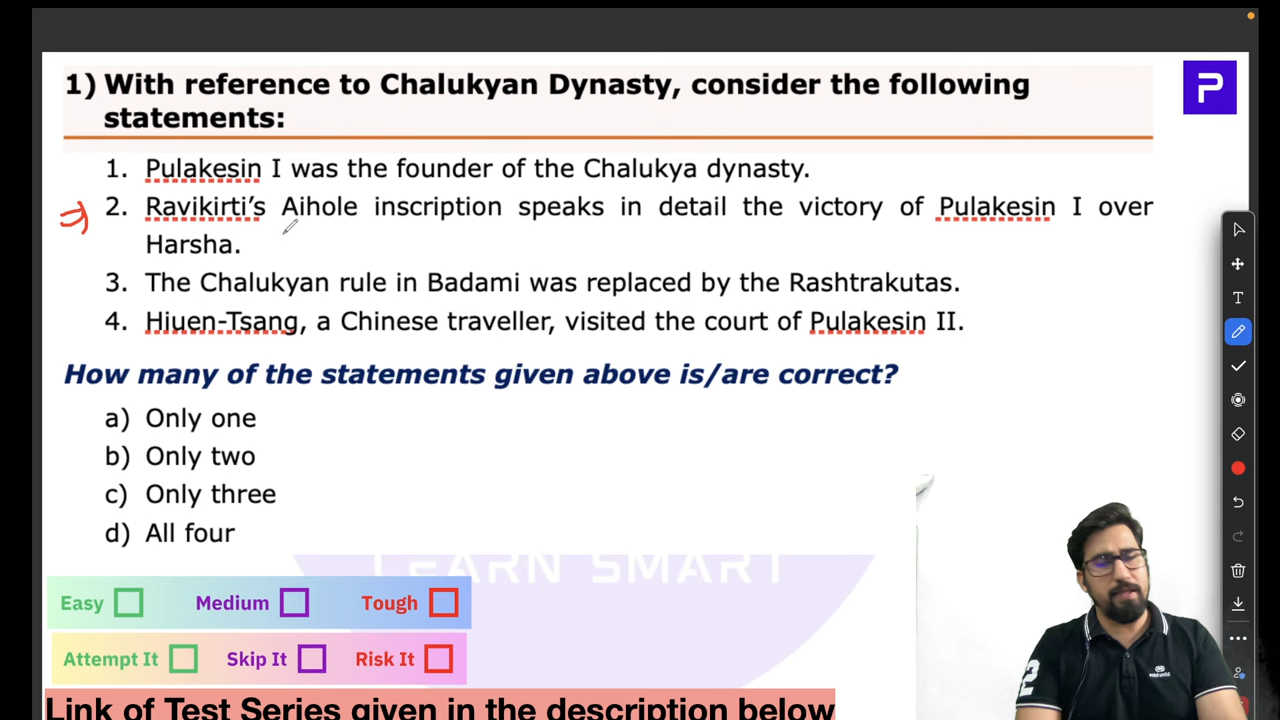 1) With reference to Chalukyan Dynasty, consider the following
statements:
P
1. Pulakesin I was the founder of the Chalukya dynasty.
2. Ravikirti's Aihole inscription speaks in detail the victory of Pulakesin I over
Harsha.
3. The Chalukyan rule in Badami was replaced by the Rashtrakutas.
4. Hiuen-Tsang, a Chinese traveller, visited the court of Pulakesin II.
How many of the statements given above is/are correct?
a) Only one
b) Only two
c) Only three
d) All four
LEARN SMART
Easy Medium Tough
Attempt It Skip It Risk It
Link of Test Series given in the description below
T
2